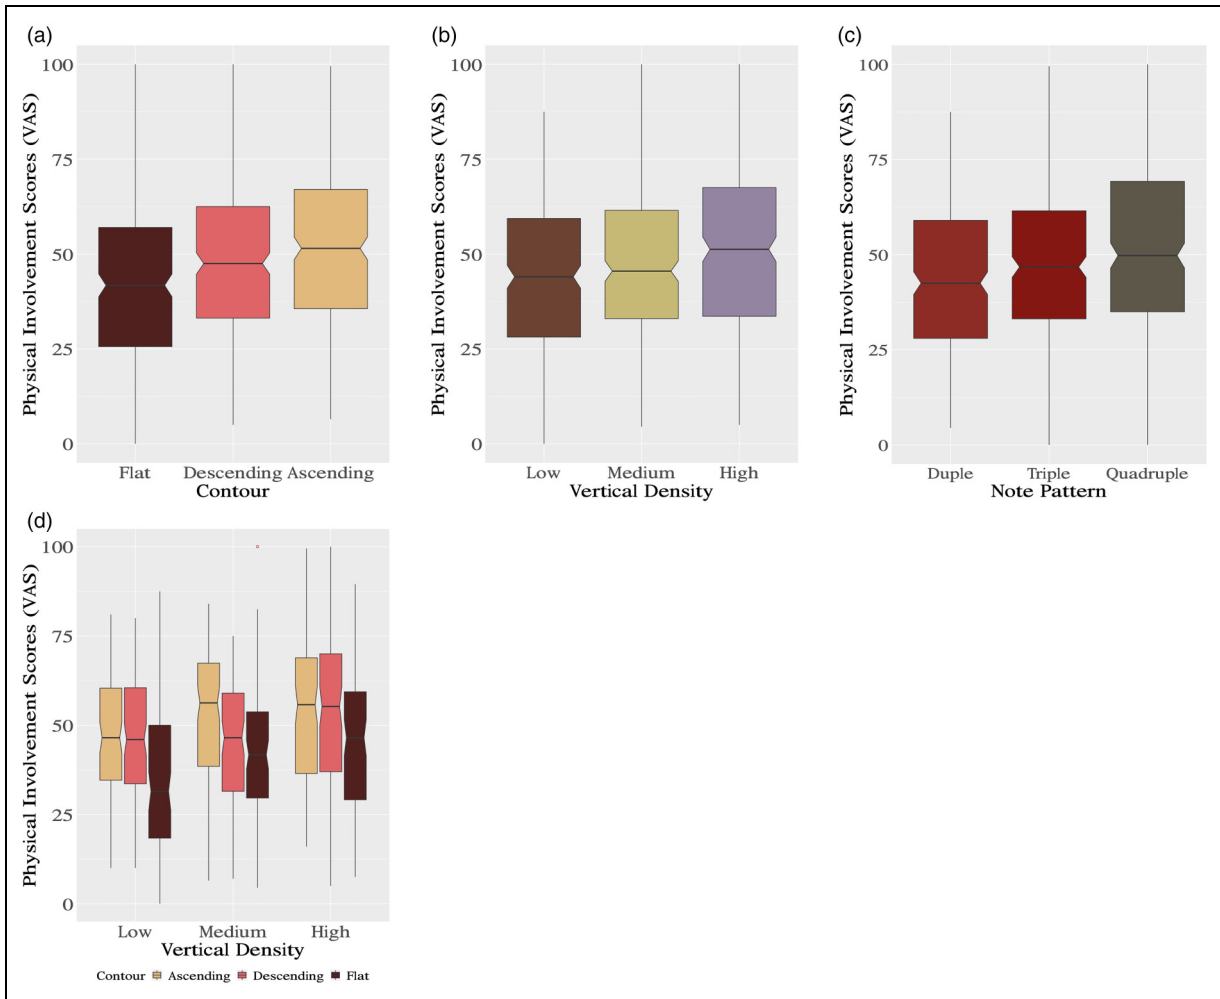 (a)
Physical Involvement Scores (VAS)
100
75
50
25
0
Flat Descending Ascending
Contour
(b)
Physical Involvement Scores (VAS)
100
75
50
25
0
Low Medium High
Vertical Density
(c)
Physical Involvement Scores (VAS)
100
75
50
25
0
Duple Triple Quadruple
Note Pattern
(d)
Physical Involvement Scores (VAS)
100
75
50
25
0
Low Medium High
Vertical Density
Contour Ascending Descending Flat